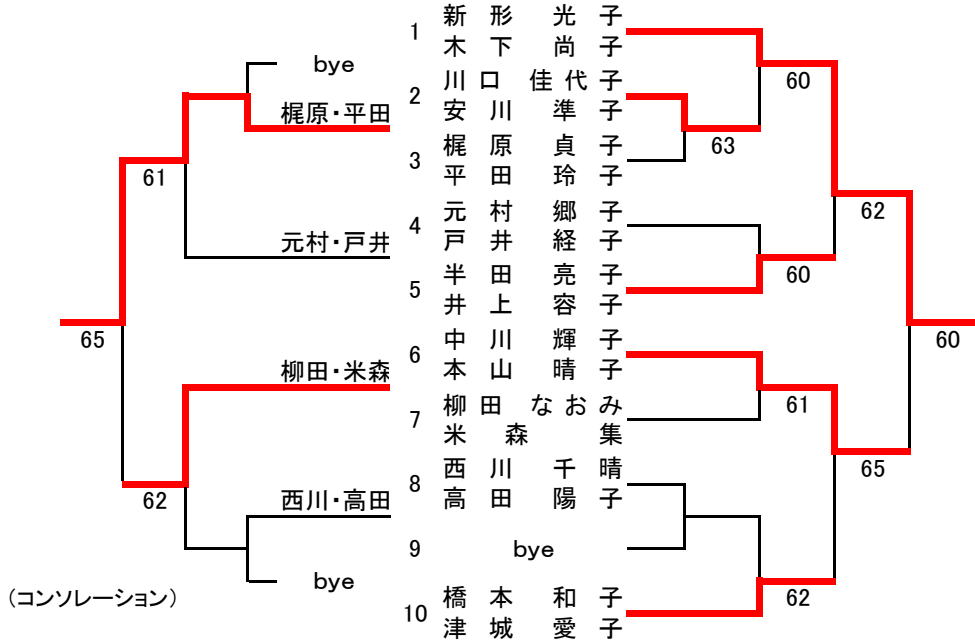 新形 光子
1
木下 尚子
bye
60
川口 佳代子
2
梶原・平田
安川 準子
63
梶原 貞子
3
61
平田 玲子
元村 郷子
4
62
元村・戸井
戸井 経子
半田 亮子
60
5
井上 容子
中川 輝子
65
60
6
柳田・米森
本山 晴子
柳田 なおみ
61
7
米森 集
西川 千晴
65
8
62
西川・高田
高田 陽子
9
bye
bye
橋本 和子
(コンソレーション)
62
10
津城 愛子